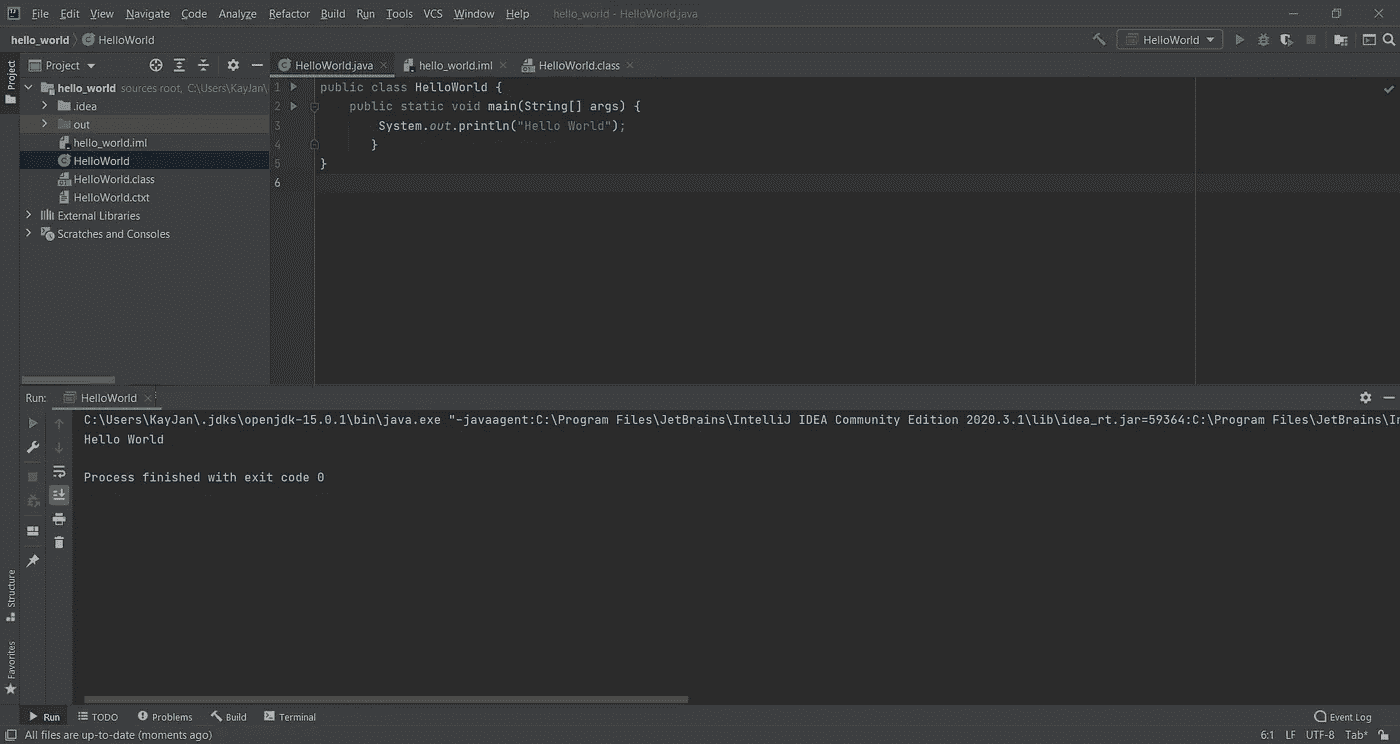 File Edit View Navigate Code Analyze Refactor Build Run Tools VCS Window Help hello_world - HelloWorld.java
hello_world HelloWorld
HelloWorld
Project
Project
HelloWorld.java hello_world.iml HelloWorld.class
hello_world sources root, C:\Users\KayJan\
.idea
out
hello_world.iml
HelloWorld
HelloWorld.class
HelloWorld.ctxt
External Libraries
Scratches and Consoles
1 public class HelloWorld {
2 public static void main(String[] args) {
3 System.out.println("Hello World");
4 }
5 }
6
Run: HelloWorld
C:\Users\KayJan\.jdks\openjdk-15.0.1\bin\java.exe "-javaagent:C:\Program Files\JetBrains\IntelliJ IDEA Community Edition 2020.3.1\lib\idea_rt.jar=59364:C:\Program Files\JetBrains\In
Hello World
Process finished with exit code 0
Structure
Favorites
Run TODO Problems Build Terminal Event Log
All files are up-to-date (moments ago) 6:1 LF UTF-8 Tab*